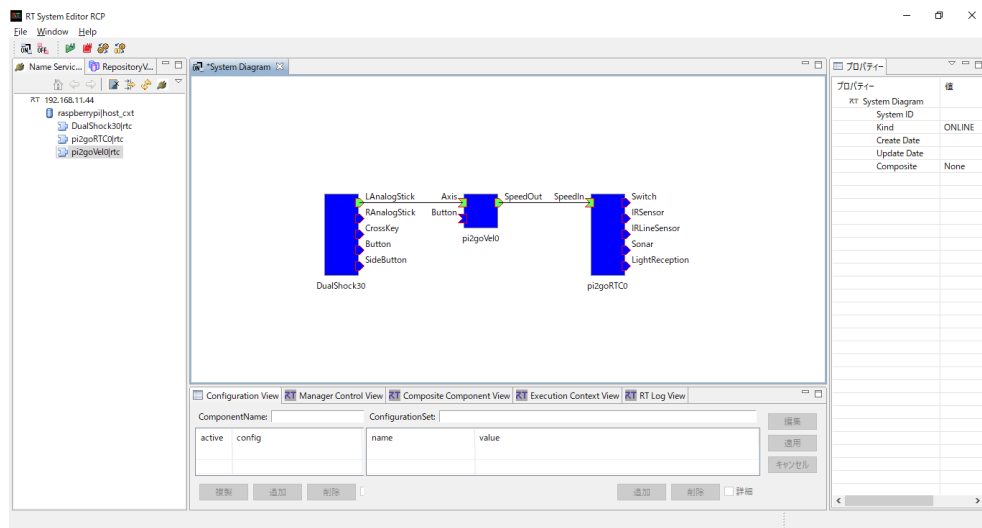 RT System Editor RCP
File Window Help
Name Servic... RepositoryV...
192.168.11.44
raspberrypi|host_cxt
DualShock30|rtc
pi2goRTC0|rtc
pi2goVel0|rtc
*System Diagram
LAnalogStick
RAnalogStick
CrossKey
Button
SideButton
DualShock30
Axis
Button
SpeedOut
pi2goVel0
SpeedIn
Switch
IRSensor
IRLineSensor
Sonar
LightReception
pi2goRTC0
プロパティー
プロパティー 値
RT System Diagram
System ID
Kind ONLINE
Create Date
Update Date
Composite None
Configuration View RT Manager Control View RT Composite Component View RT Execution Context View RT RT Log View
ComponentName: ConfigurationSet:
active config name value
編集
適用
キャンセル
複製 追加 削除 追加 削除 詳細